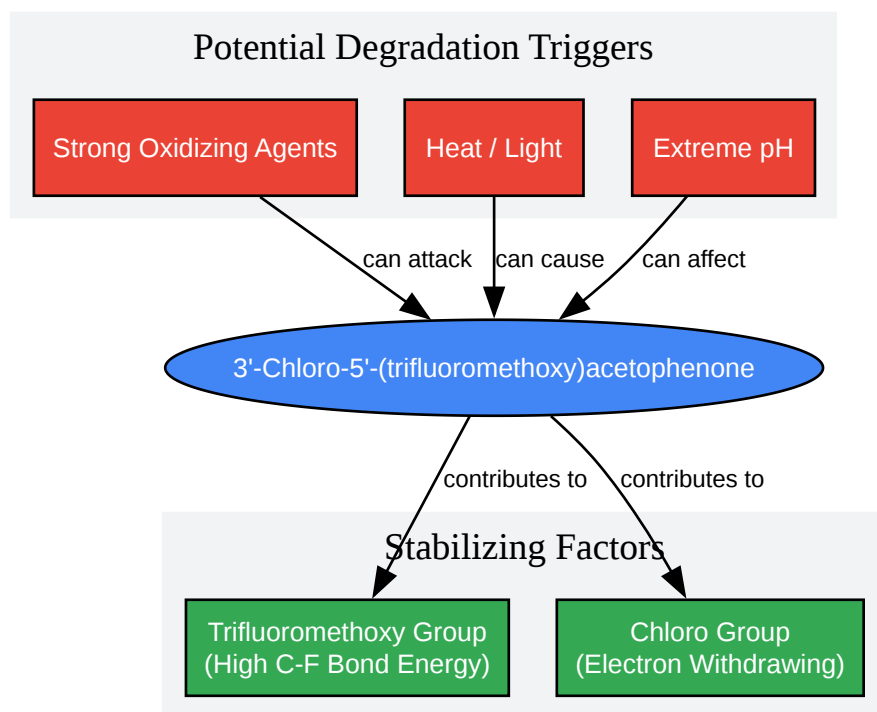 Potential Degradation Triggers
Strong Oxidizing Agents
Heat / Light
Extreme pH
can attack
can cause
can affect
3'-Chloro-5'-(trifluoromethoxy)acetophenone
contributes to
contributes to
Stabilizing Factors
Trifluoromethoxy Group
(High C-F Bond Energy)
Chloro Group
(Electron Withdrawing)